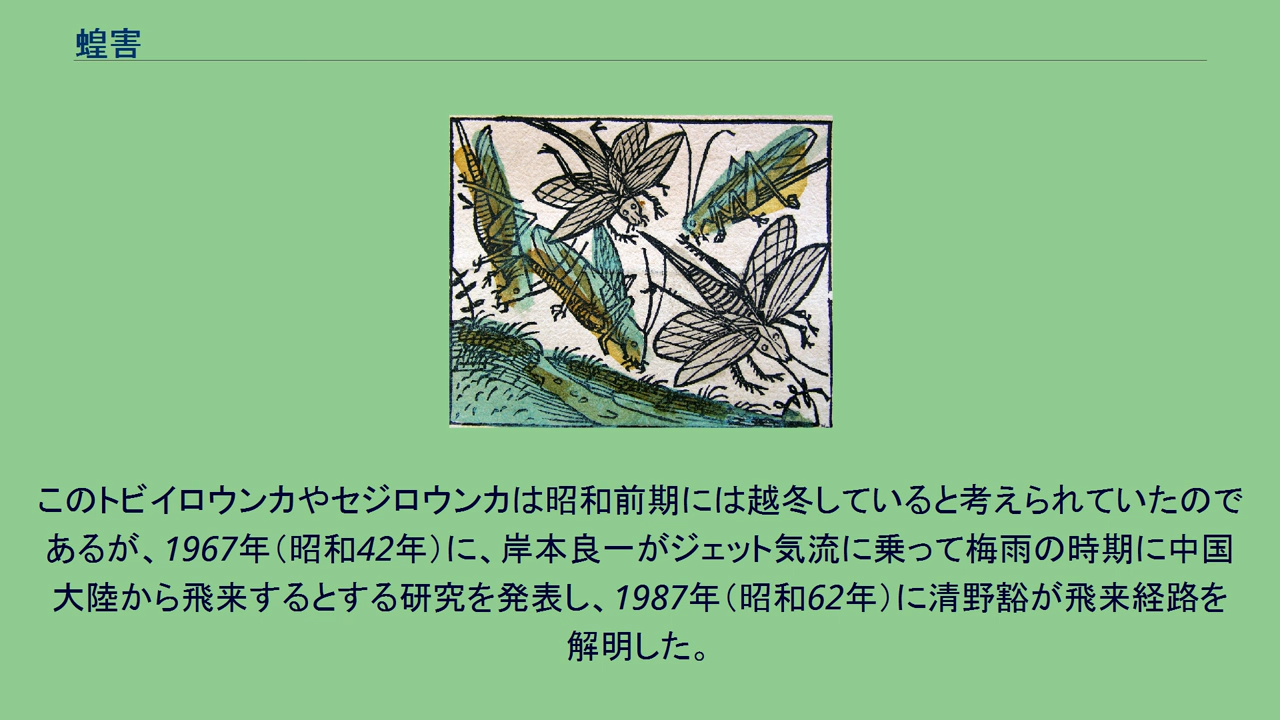 蝗害
このトビイロウンカやセジロウンカは昭和前期には越冬していると考えられていたので
あるが、1967年（昭和42年）に、岸本良一がジェット気流に乗って梅雨の時期に中国
大陸から飛来するとする研究を発表し、1987年（昭和62年）に清野豁が飛来経路を
解明した。